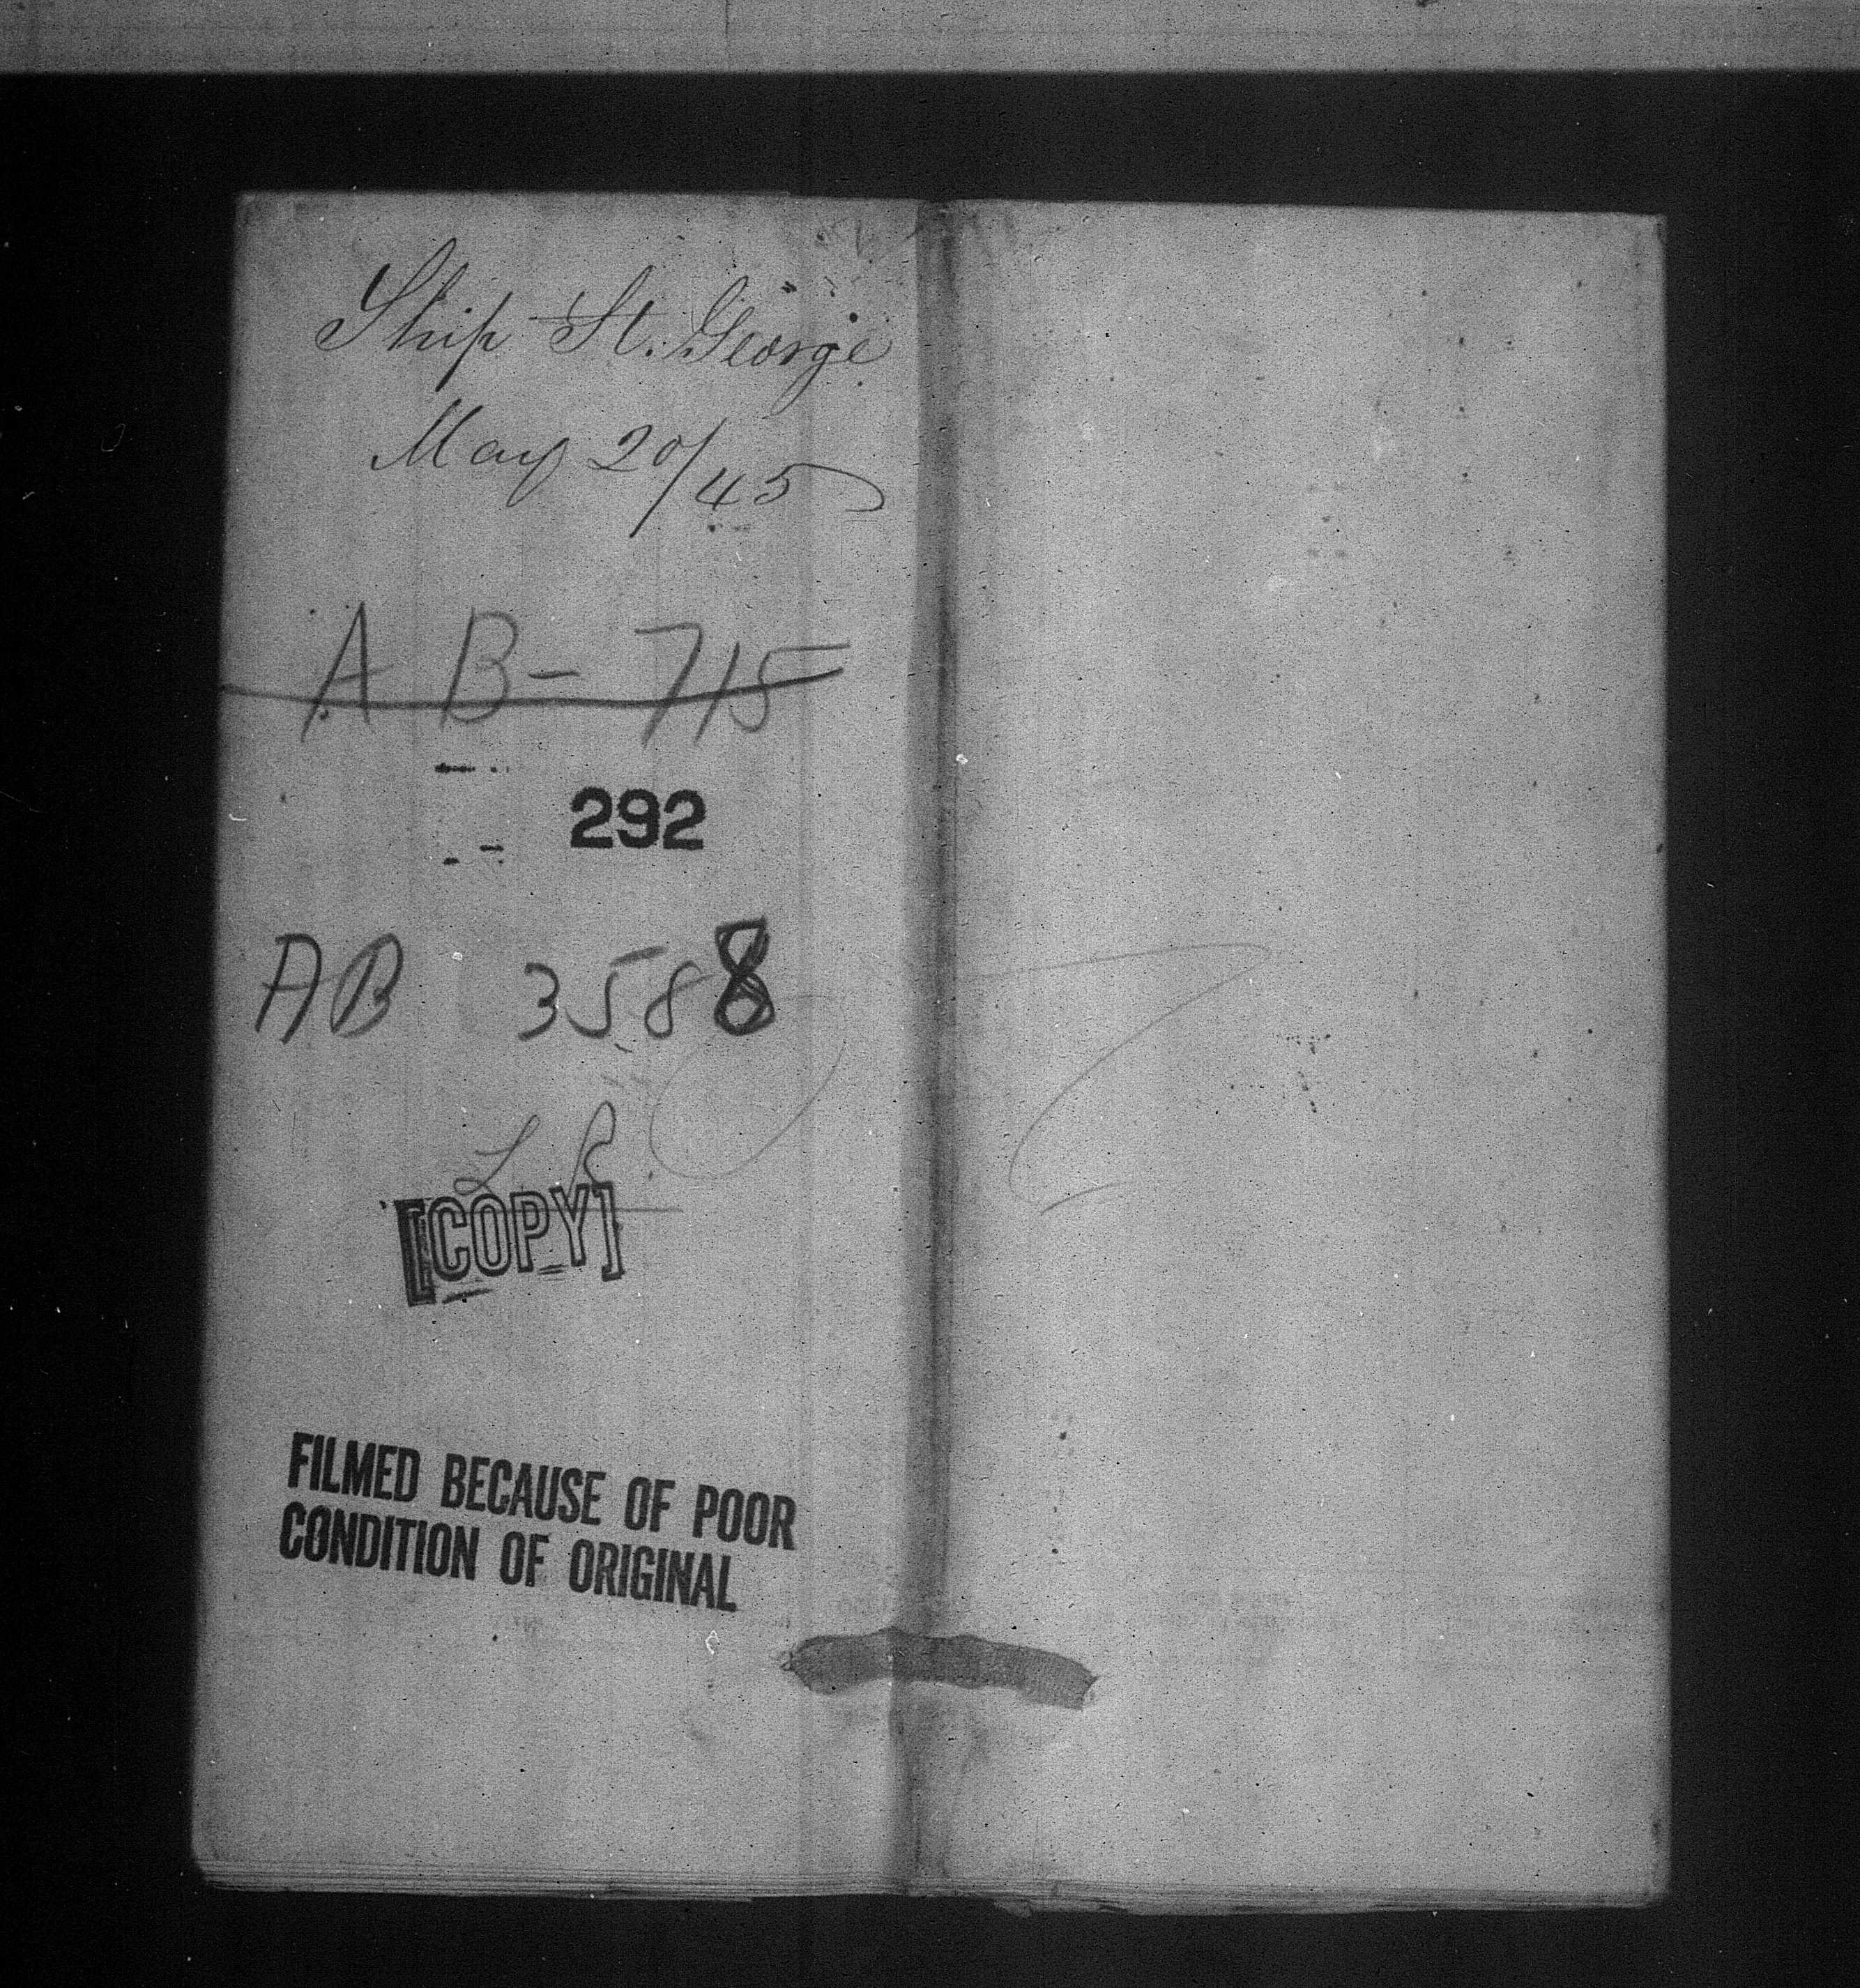 Ship St. George
May 20/45
A B - 715
292
AB 3588
L R
[COPY]
FILMED BECAUSE OF POOR
CONDITION OF ORIGINAL